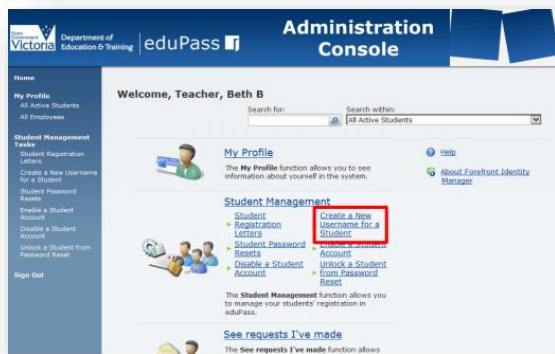 State Government
Victoria
Department of
Education & Training
eduPass
Administration
Console
Home
My Profile
All Active Students
All Employees
Student Management
Tasks
Student Registration
Letters
Create a New Username
for a Student
Student Password
Resets
Enable a Student
Account
Disable a Student
Account
Unlock a Student from
Password Reset
Sign Out
Welcome, Teacher, Beth B
Search for:
Search within:
All Active Students
My Profile
The My Profile function allows you to see
information about yourself in the system.
Help
About Forefront Identity
Manager
Student Management
Student
Registration
Letters
Create a New
Username for a
Student
Student Password
Resets
Enable a Student
Account
Disable a Student
Account
Unlock a Student
from Password
Reset
The Student Management function allows you
to manage your students' registration in
eduPass.
See requests I've made
The See requests I've made function allows